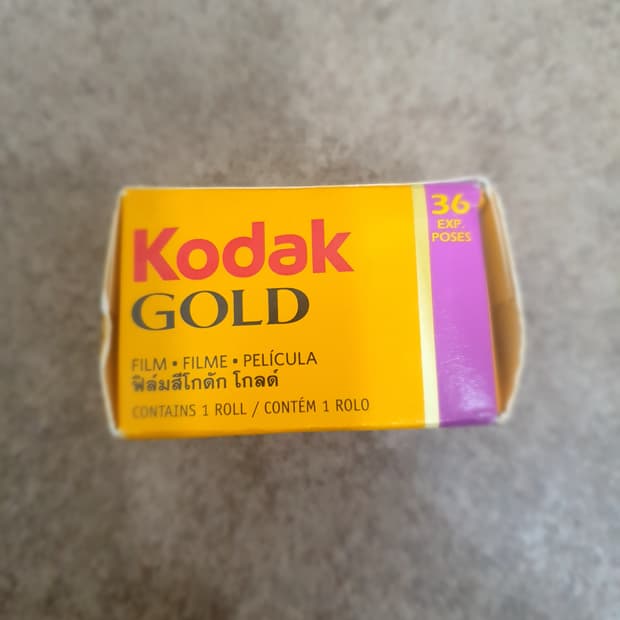 Kodak
GOLD
FILM • FILME • PELÍCULA
ฟิล์มสีโกดัก โกลด์
CONTAINS 1 ROLL / CONTÉM 1 ROLO
36
EXP.
POSES